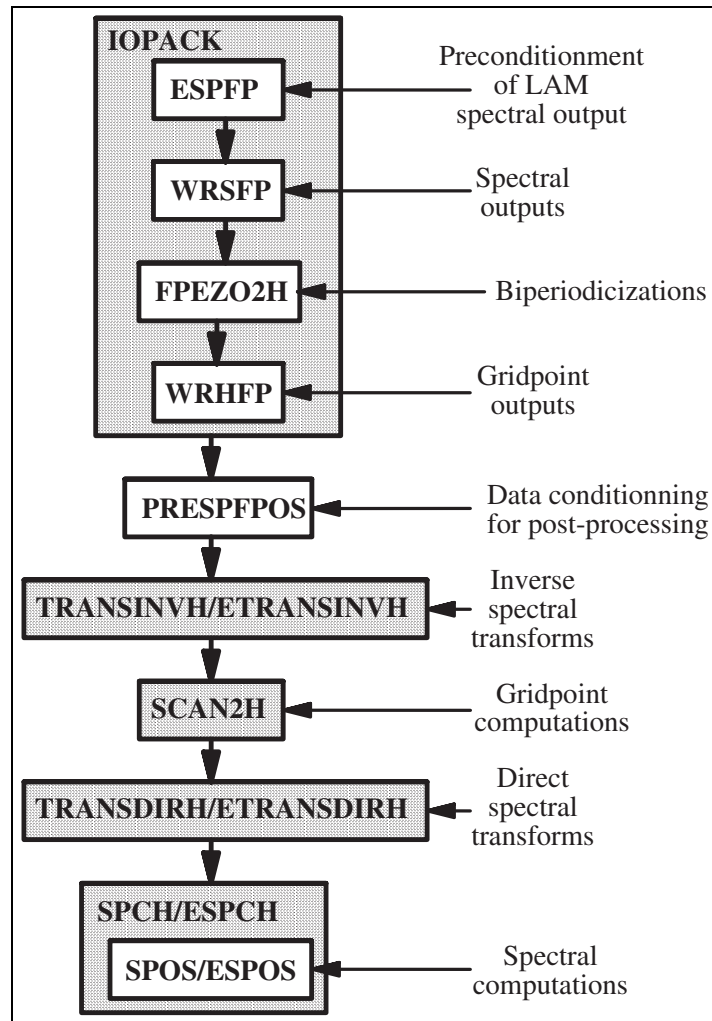 IOPACK
ESPFP
Preconditionment
of LAM
spectral output
WRSFP
Spectral
outputs
FPEZO2H
Biperiodicizations
WRHFP
Gridpoint
outputs
PRESPFPOS
Data conditionning
for post-processing
TRANSINVH/ETRANSINVH
Inverse
spectral
transforms
SCAN2H
Gridpoint
computations
TRANSDIRH/ETRANSDIRH
Direct
spectral
transforms
SPCH/ESPCH
SPOS/ESPOS
Spectral
computations